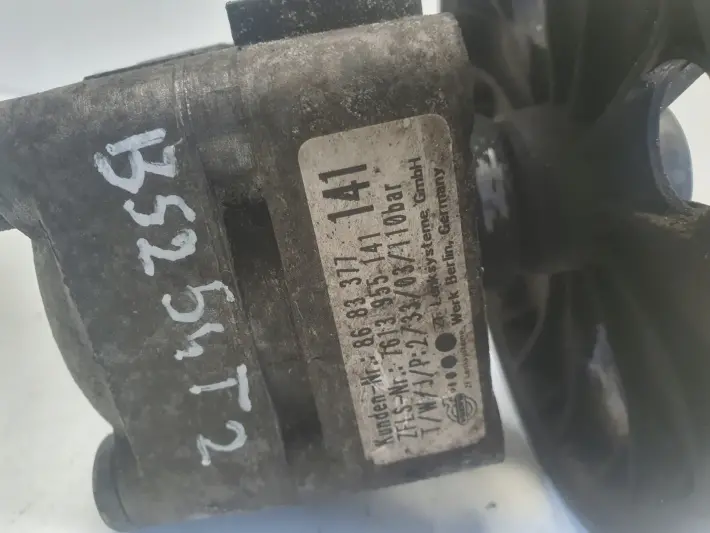 BS254T2
Kunden-Nr.: 86 83 377
ZFLS-Nr.: 7613 955 141
141
T/W/J/P:2/33/03/110bar
ZF Lenksysteme GmbH
Werk Berlin, Germany